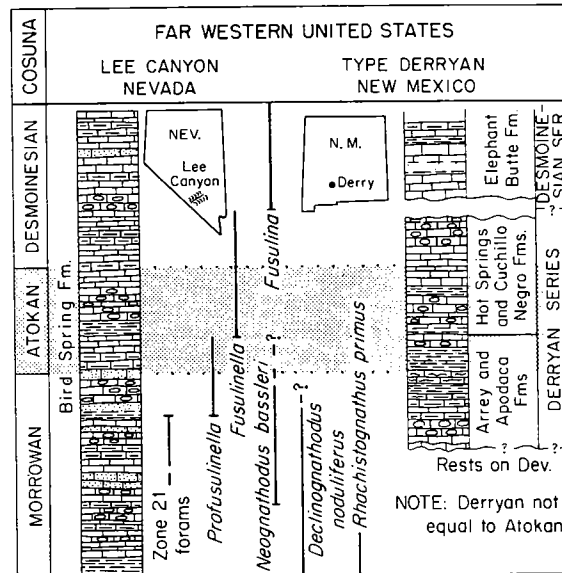 COSUNA
FAR WESTERN UNITED STATES
LEE CANYON
NEVADA
TYPE DERRYAN
NEW MEXICO
DESMOINESIAN
ATOKAN
MORROWAN
Bird Spring Fm.
NEV.
Lee
Canyon
N. M.
Derry
Zone 21
forams
Profusulinella
Fusulinella
Neognathodus bassleri
?
Fusulina
Declinognathodus
noduliferus
?
Rhachistognathus primus
Elephant
Butte Fm.
Hot Springs
and Cuchillo
Negro Fms.
Arrey and
Apodaca
Fms
DESMOINE-
SIAN SER
?
DERRYAN SERIES
?
?
Rests on Dev.
NOTE: Derryan not
equal to Atokan